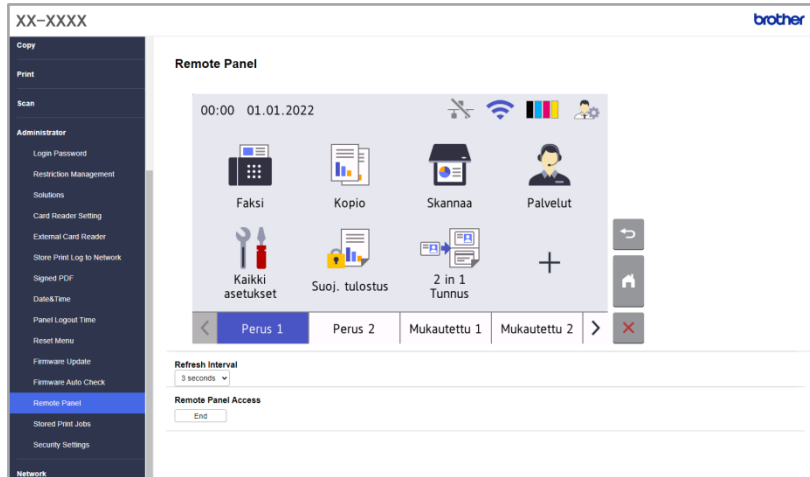 XX-XXXX
brother
Copy
Print
Scan
Administrator
Login Password
Restriction Management
Solutions
Card Reader Setting
External Card Reader
Store Print Log to Network
Signed PDF
Date&Time
Panel Logout Time
Reset Menu
Firmware Update
Firmware Auto Check
Remote Panel
Stored Print Jobs
Security Settings
Network
Remote Panel
00:00 01.01.2022
Faksi
Kopio
Skannaa
Palvelut
Kaikki
asetukset
Suoj. tulostus
2 in 1
Tunnus
Perus 1
Perus 2
Mukautettu 1
Mukautettu 2
Refresh Interval
3 seconds
Remote Panel Access
End